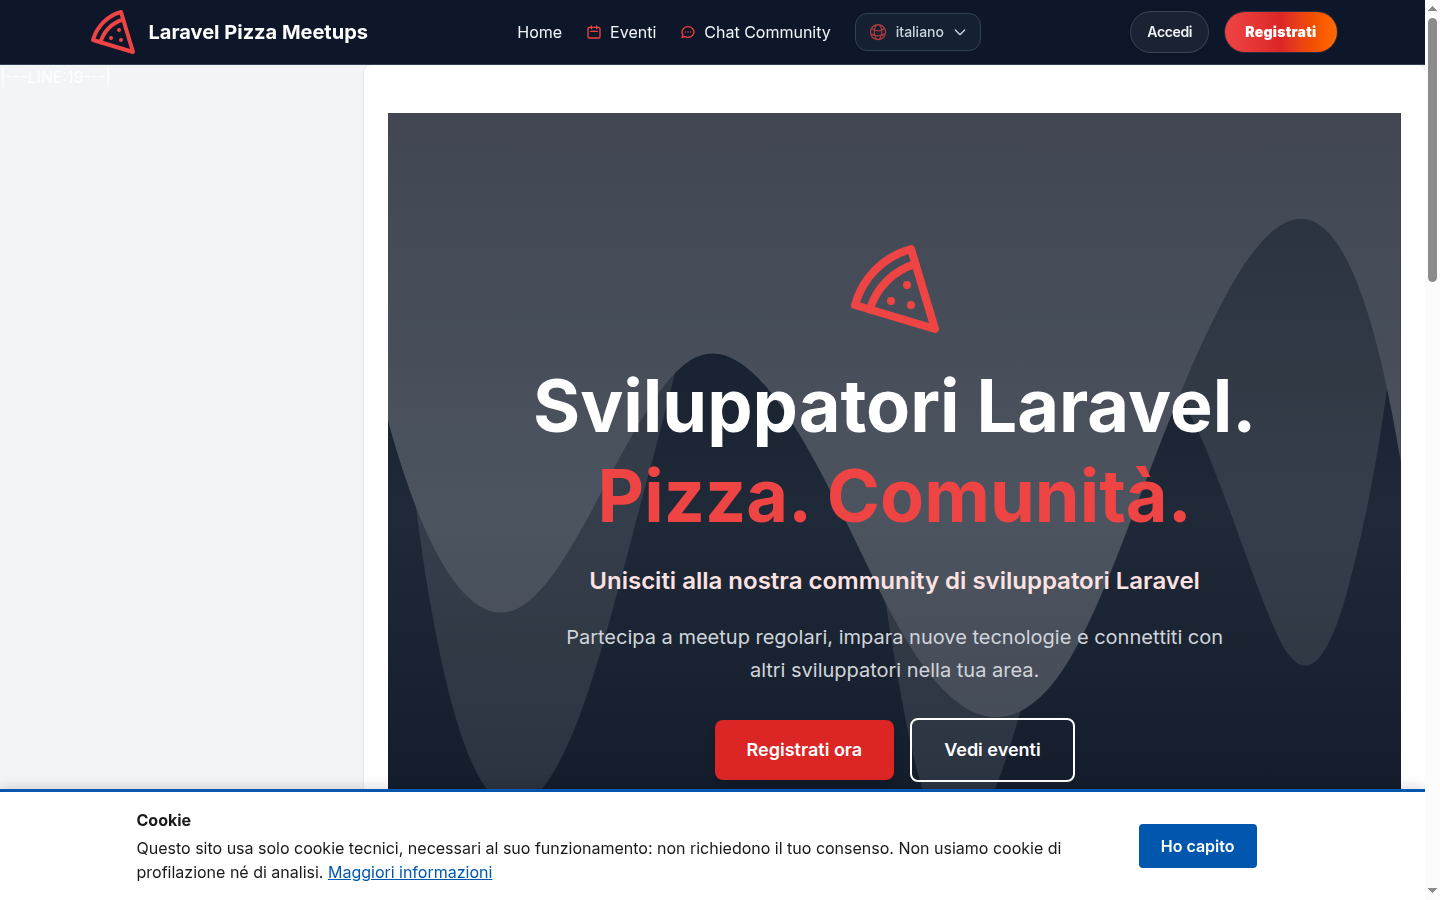 Laravel Pizza Meetups
Home
Eventi
Chat Community
italiano
Accedi
Registrati
[---LINE:19---]
Sviluppatori Laravel.
Pizza. Comunità.
Unisciti alla nostra community di sviluppatori Laravel
Partecipa a meetup regolari, impara nuove tecnologie e connettiti con
altri sviluppatori nella tua area.
Registrati ora
Vedi eventi
Cookie
Questo sito usa solo cookie tecnici, necessari al suo funzionamento: non richiedono il tuo consenso. Non usiamo cookie di
profilazione né di analisi. Maggiori informazioni
Ho capito